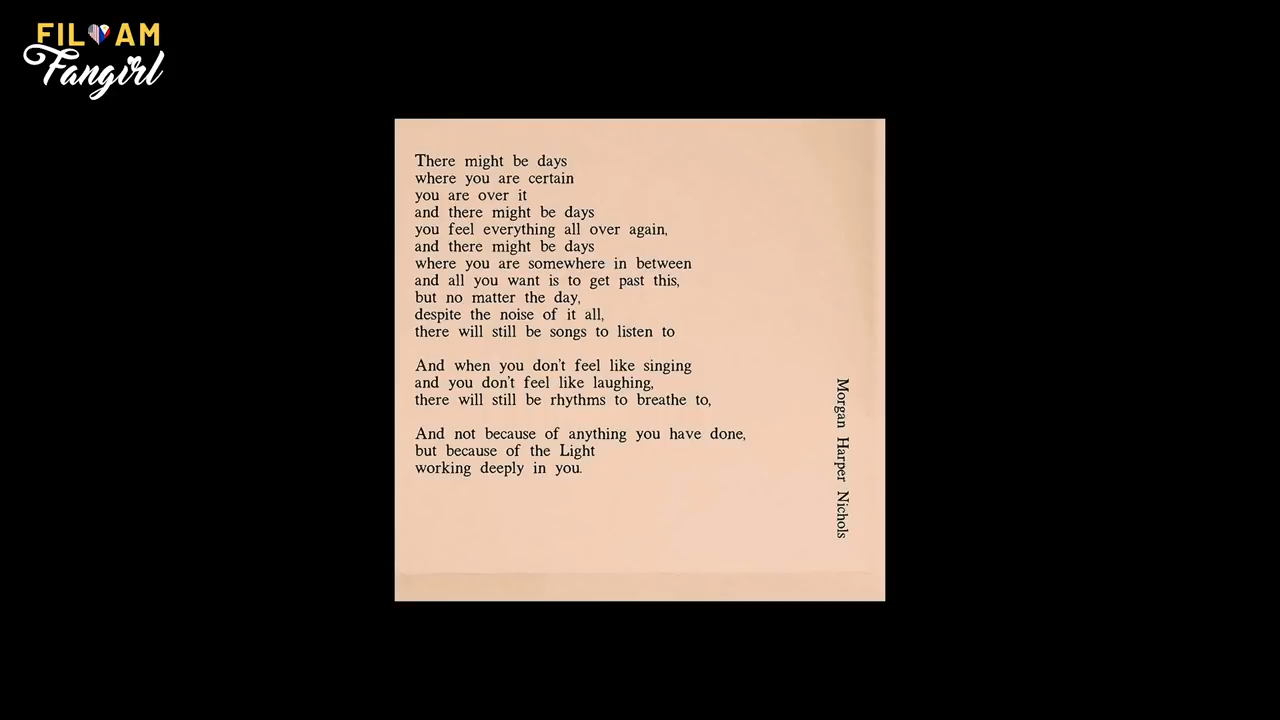 FIL AM
Fangirl
There might be days
where you are certain
you are over it
and there might be days
you feel everything all over again,
and there might be days
where you are somewhere in between
and all you want is to get past this,
but no matter the day,
despite the noise of it all,
there will still be songs to listen to
And when you don't feel like singing
and you don't feel like laughing,
there will still be rhythms to breathe to,
And not because of anything you have done,
but because of the Light
working deeply in you.
Morgan Harper Nichols